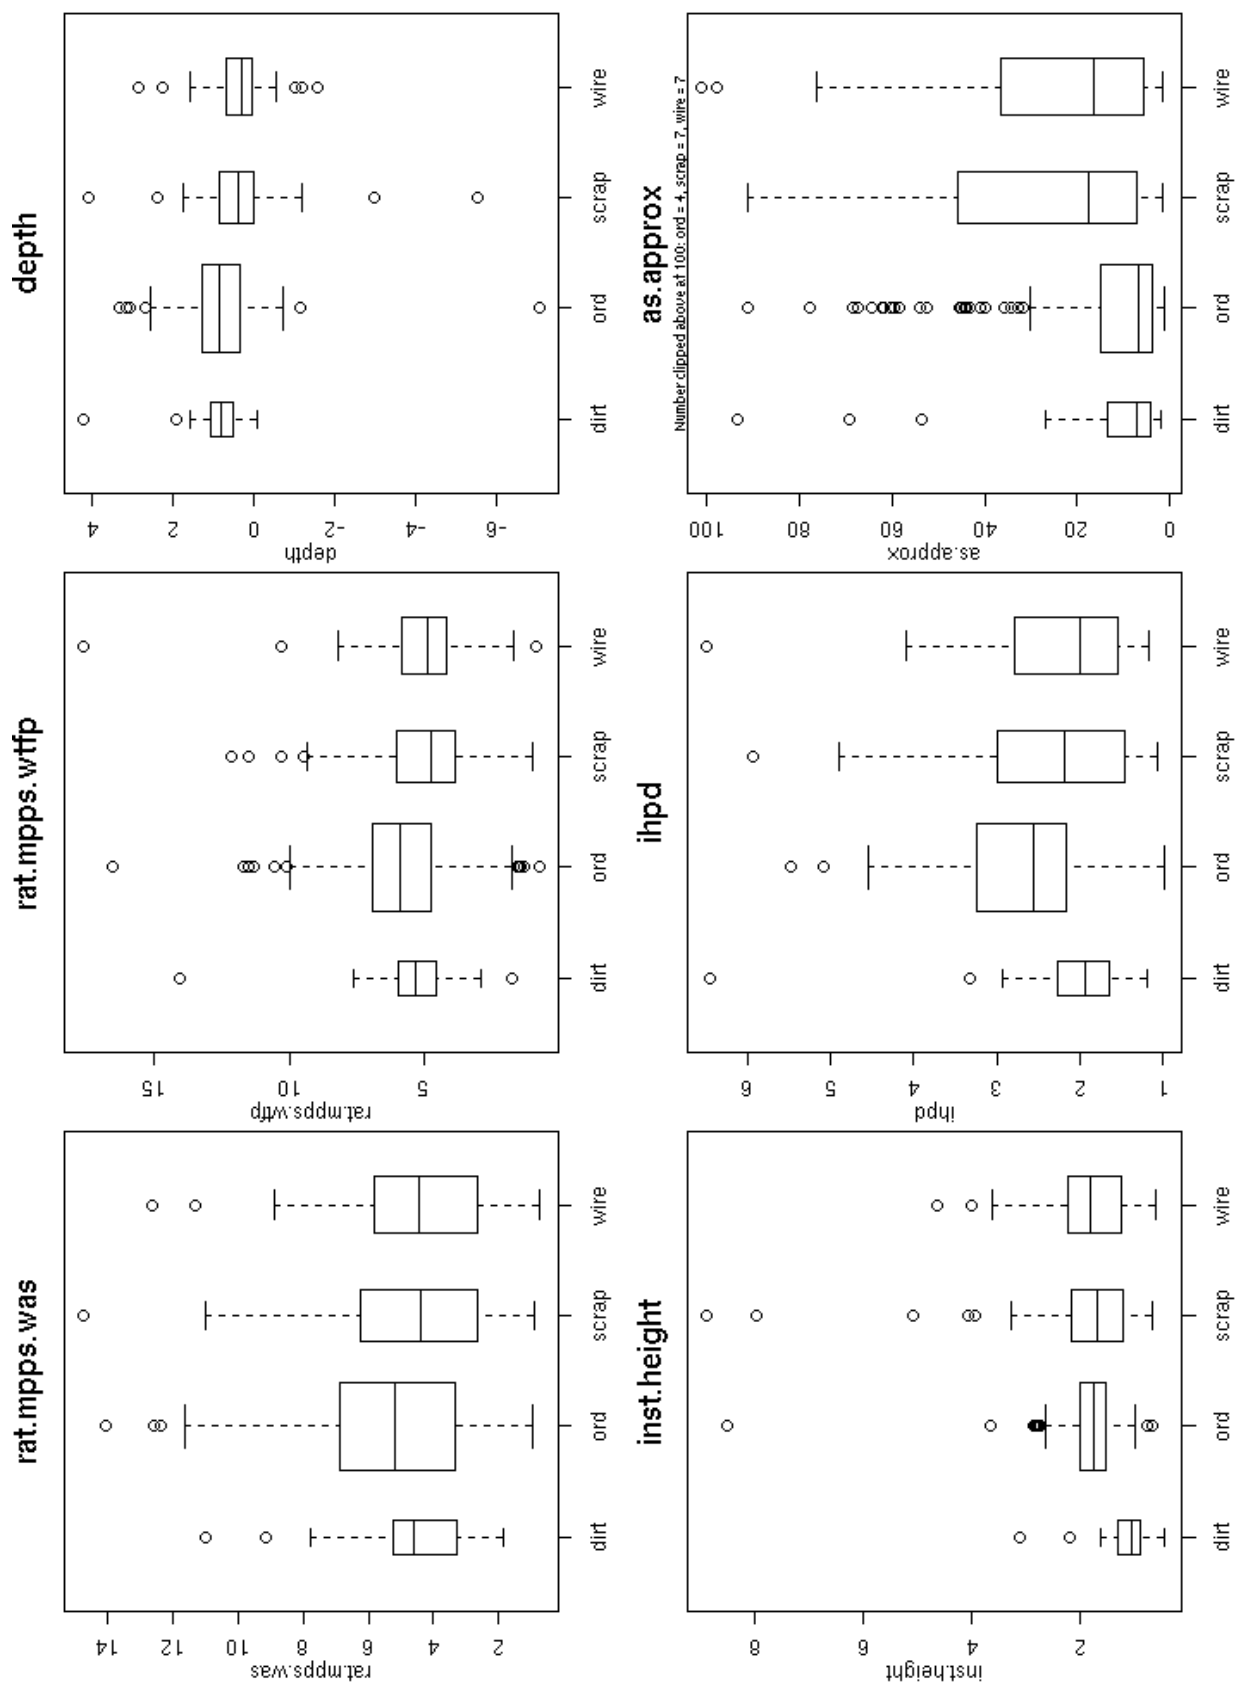 rat.mpps.was
rat.mpps.was
14
12
10
8
6
4
2
dirt ord scrap wire
rat.mpps.wtfp
rat.mpps.wtfp
15
10
5
dirt ord scrap wire
depth
depth
4
2
0
-2
-4
-6
dirt ord scrap wire
inst.height
inst.height
8
6
4
2
dirt ord scrap wire
ihpd
ihpd
6
5
4
3
2
1
dirt ord scrap wire
as.approx
Number clipped above at 100: ord = 4, scrap = 7, wire = 7
as.approx
100
80
60
40
20
0
dirt ord scrap wire